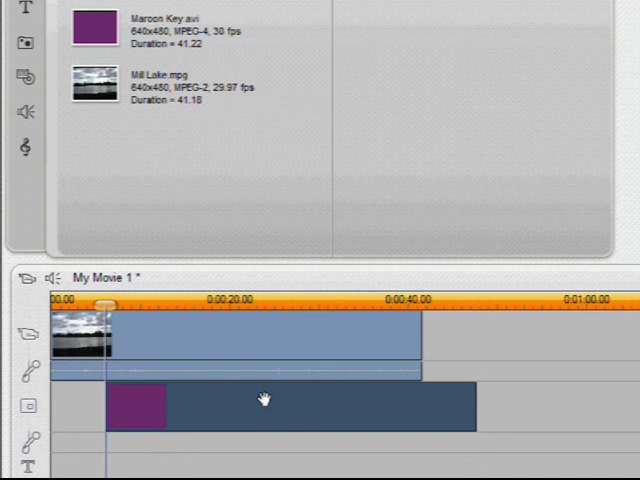 T
Maroon Key.avi
640x480, MPEG-4, 30 fps
Duration = 41.22
Mill Lake.mpg
640x480, MPEG-2, 29.97 fps
Duration = 41.18
My Movie 1 *
00.00 0:00:20.00 0:00:40.00 0:01:00.00
T